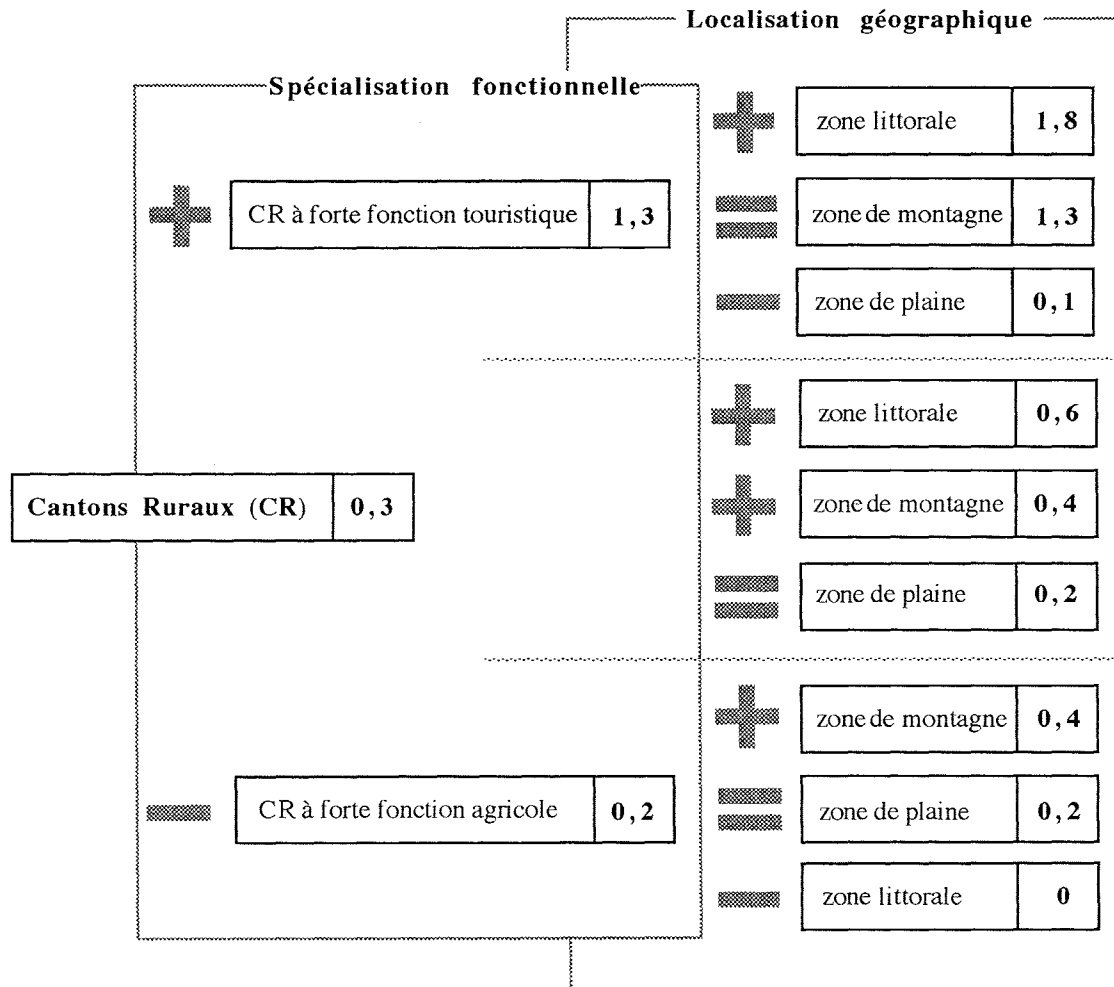 Localisation géographique
Spécialisation fonctionnelle
zone littorale 1,8
CR à forte fonction touristique 1,3
zone de montagne 1,3
zone de plaine 0,1
zone littorale 0,6
Cantons Ruraux (CR) 0,3
zone de montagne 0,4
zone de plaine 0,2
zone de montagne 0,4
CR à forte fonction agricole 0,2
zone de plaine 0,2
zone littorale 0